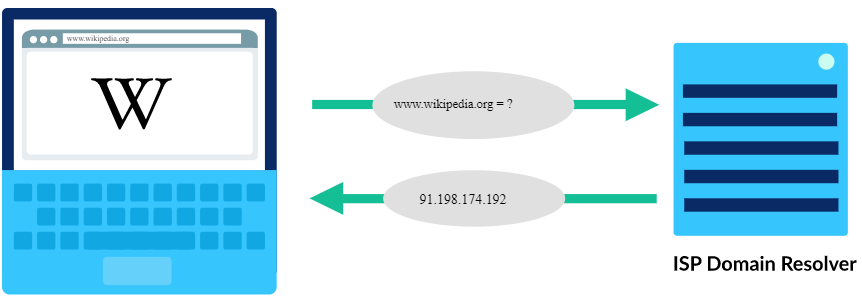 www.wikipedia.org
W
www.wikipedia.org = ?
91.198.174.192
ISP Domain Resolver